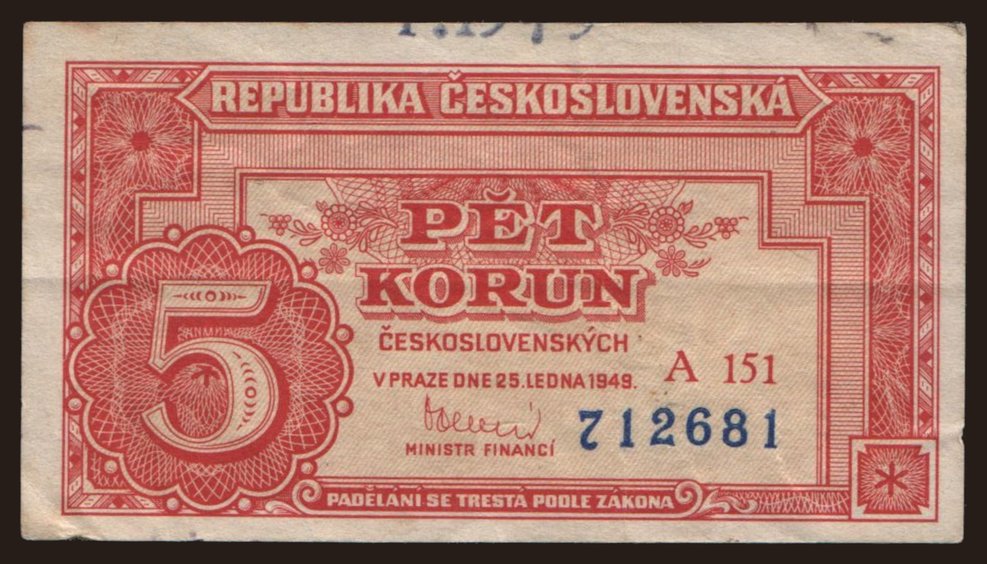 REPUBLIKA ČESKOSLOVENSKÁ
PĚT
KORUN
ČESKOSLOVENSKÝCH
V PRAZE DNE 25. LEDNA 1949.
A 151
712681
MINISTR FINANCÍ
5
PADĚLÁNÍ SE TRESTÁ PODLE ZÁKONA